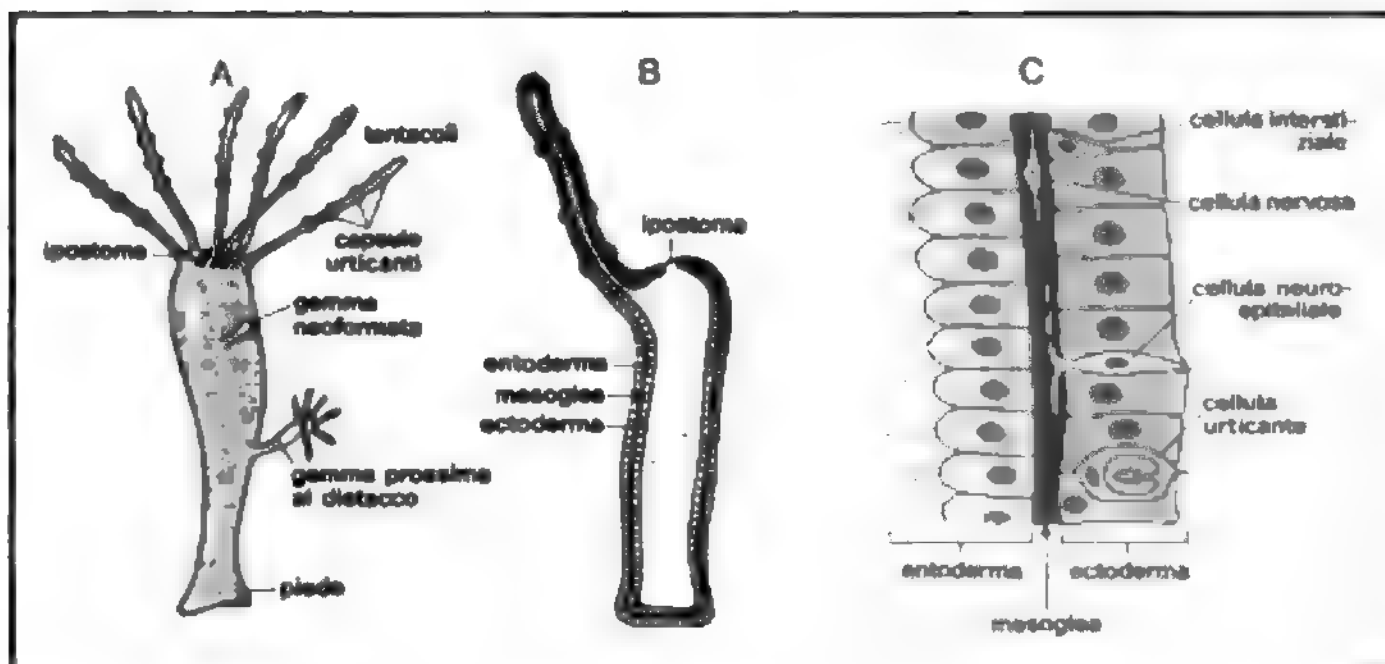 A
tentacoli
ipostoma
capsule
urticanti
gemma
neoformata
gemma prossima
al distacco
piede
B
ipostoma
entoderma
mesoglea
ectoderma
C
cellula intersti-
ziale
cellula nervosa
cellula neuro-
epiteliale
cellula
urticante
entoderma
ectoderma
mesoglea